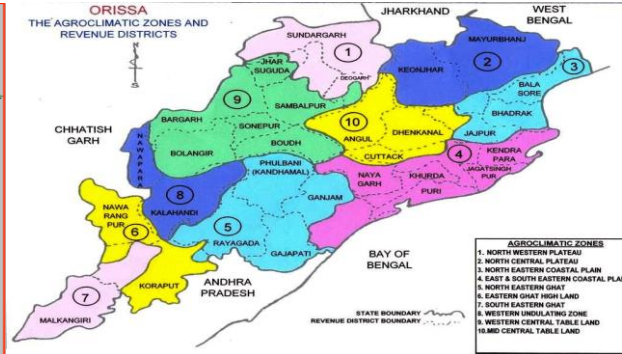 ORISSA
THE AGROCLIMATIC ZONES AND
REVENUE DISTRICTS
N
S
JHARKHAND
WEST
BENGAL
SUNDARGARH
1
DEOGARH
JHAR
SUGUDA
9
SAMBALPUR
BARGARH
SONEPUR
BOLANGIR
BOUDH
KEONJHAR
MAYURBHANJ
2
3
BALA
SORE
BHADRAK
JAJPUR
10
ANGUL
DHENKANAL
CUTTACK
4
KENDRA
PARA
JAGATSINGH
PUR
NAYA
GARH
KHURDA
PURI
CHHATISH
GARH
NAWAPARA
8
KALAHANDI
PHULBANI
(KANDHAMAL)
GANJAM
5
RAYAGADA
GAJAPATI
NAWA
RANG
PUR
6
KORAPUT
7
MALKANGIRI
ANDHRA
PRADESH
BAY OF
BENGAL
STATE BOUNDARY
REVENUE DISTRICT BOUNDARY
AGROCLIMATIC ZONES
1. NORTH WESTERN PLATEAU
2. NORTH CENTRAL PLATEAU
3. NORTH EASTERN COASTAL PLAIN
4. EAST & SOUTH EASTERN COASTAL PLAI
5. NORTH EASTERN GHAT
6. EASTERN GHAT HIGH LAND
7. SOUTH EASTERN GHAT
8. WESTERN UNDULATING ZONE
9. WESTERN CENTRAL TABLE LAND
10. MID CENTRAL TABLE LAND